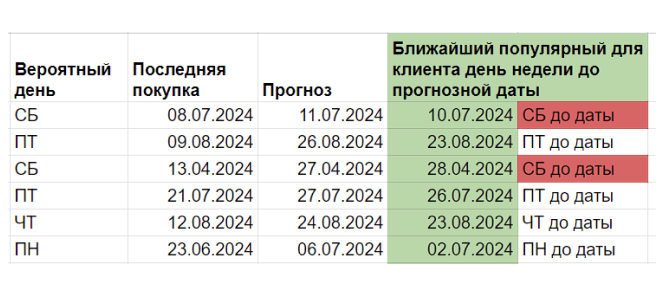 Вероятный день
Последняя покупка
Прогноз
Ближайший популярный для клиента день недели до прогнозной даты
СБ 08.07.2024 11.07.2024 10.07.2024 СБ до даты
ПТ 09.08.2024 26.08.2024 23.08.2024 ПТ до даты
СБ 13.04.2024 27.04.2024 28.04.2024 СБ до даты
ПТ 21.07.2024 27.07.2024 26.07.2024 ПТ до даты
ЧТ 12.08.2024 24.08.2024 23.08.2024 ЧТ до даты
ПН 23.06.2024 06.07.2024 02.07.2024 ПН до даты